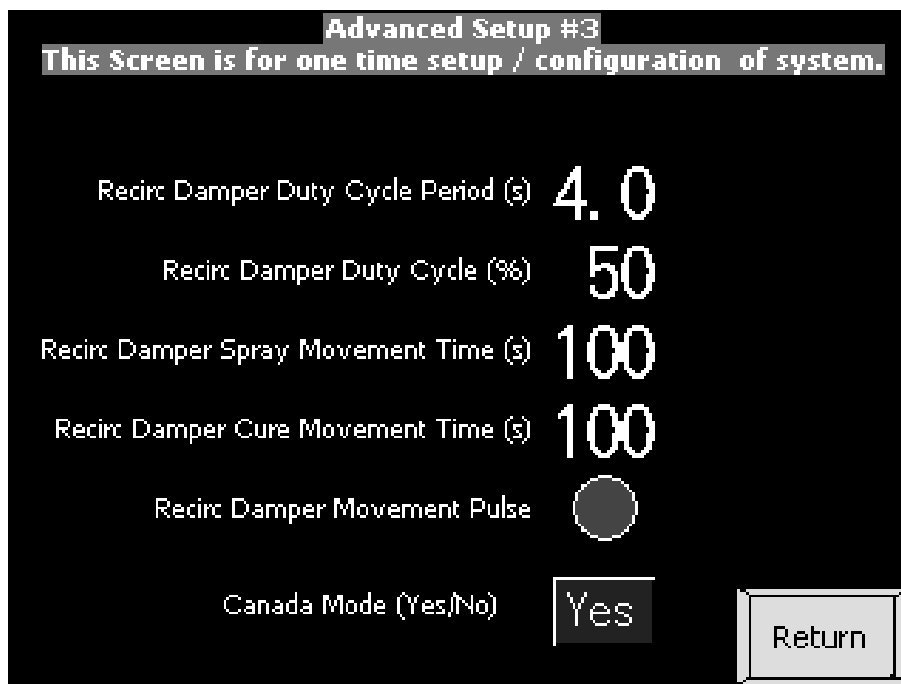 Advanced Setup #3
This Screen is for one time setup / configuration of system.
Recirc Damper Duty Cycle Period (s) 4.0
Recirc Damper Duty Cycle (%) 50
Recirc Damper Spray Movement Time (s) 100
Recirc Damper Cure Movement Time (s) 100
Recirc Damper Movement Pulse
Canada Mode (Yes/No) Yes
Return